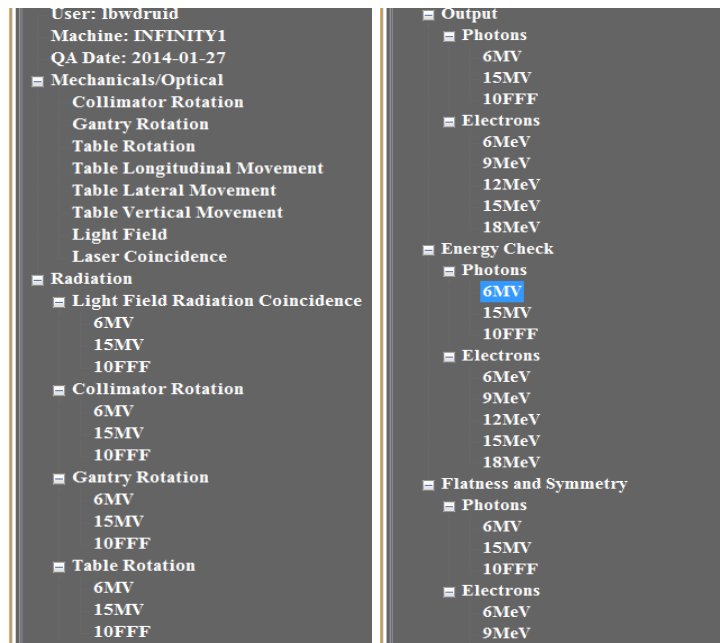 User: lbwdruid
Machine: INFINITY1
QA Date: 2014-01-27
Mechanicals/Optical
Collimator Rotation
Gantry Rotation
Table Rotation
Table Longitudinal Movement
Table Lateral Movement
Table Vertical Movement
Light Field
Laser Coincidence
Radiation
Light Field Radiation Coincidence
6MV
15MV
10FFF
Collimator Rotation
6MV
15MV
10FFF
Gantry Rotation
6MV
15MV
10FFF
Table Rotation
6MV
15MV
10FFF
Output
Photons
6MV
15MV
10FFF
Electrons
6MeV
9MeV
12MeV
15MeV
18MeV
Energy Check
Photons
6MV
15MV
10FFF
Electrons
6MeV
9MeV
12MeV
15MeV
18MeV
Flatness and Symmetry
Photons
6MV
15MV
10FFF
Electrons
6MeV
9MeV